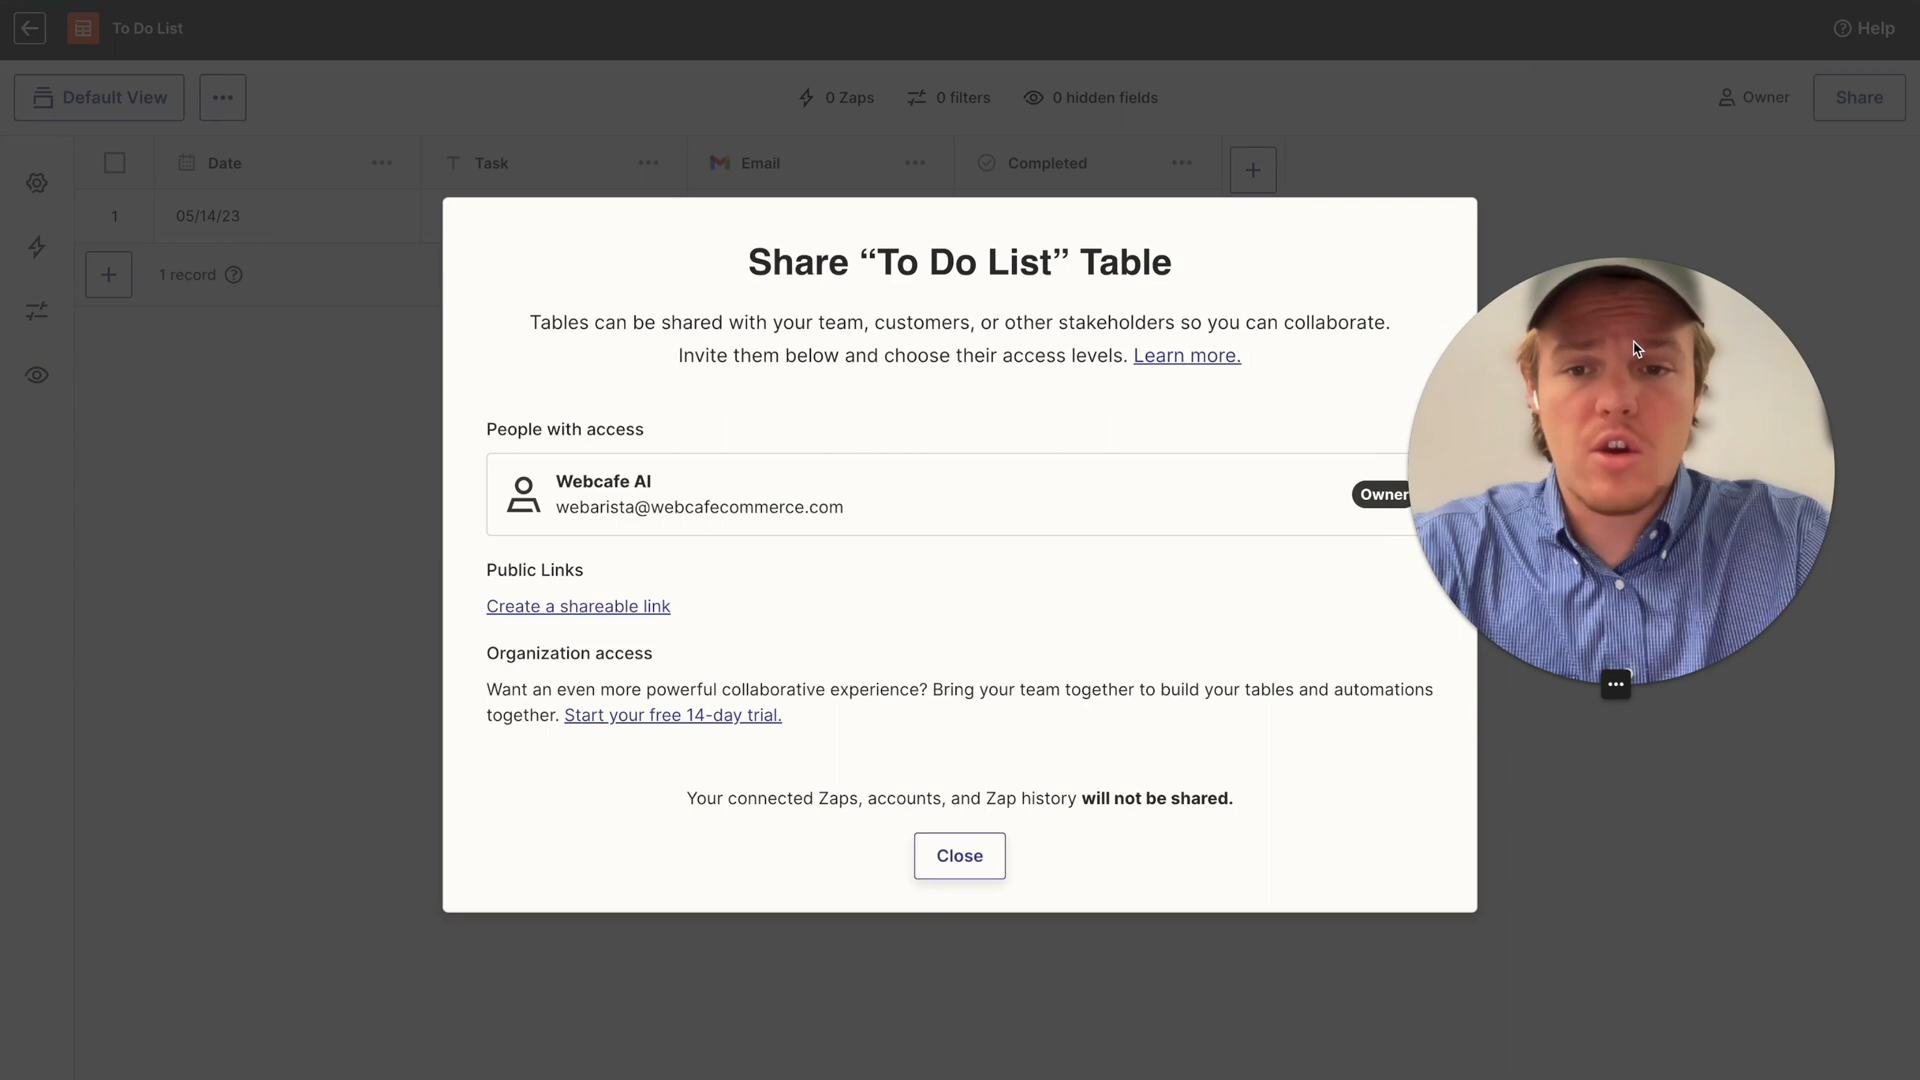 To Do List
Help
Default View
0 Zaps
0 filters
0 hidden fields
Owner
Share
Date
Task
Email
Completed
1
05/14/23
1 record
Share “To Do List” Table
Tables can be shared with your team, customers, or other stakeholders so you can collaborate.
Invite them below and choose their access levels. Learn more.
People with access
Webcafe AI
webarista@webcafecommerce.com
Owner
Public Links
Create a shareable link
Organization access
Want an even more powerful collaborative experience? Bring your team together to build your tables and automations
together. Start your free 14-day trial.
Your connected Zaps, accounts, and Zap history will not be shared.
Close